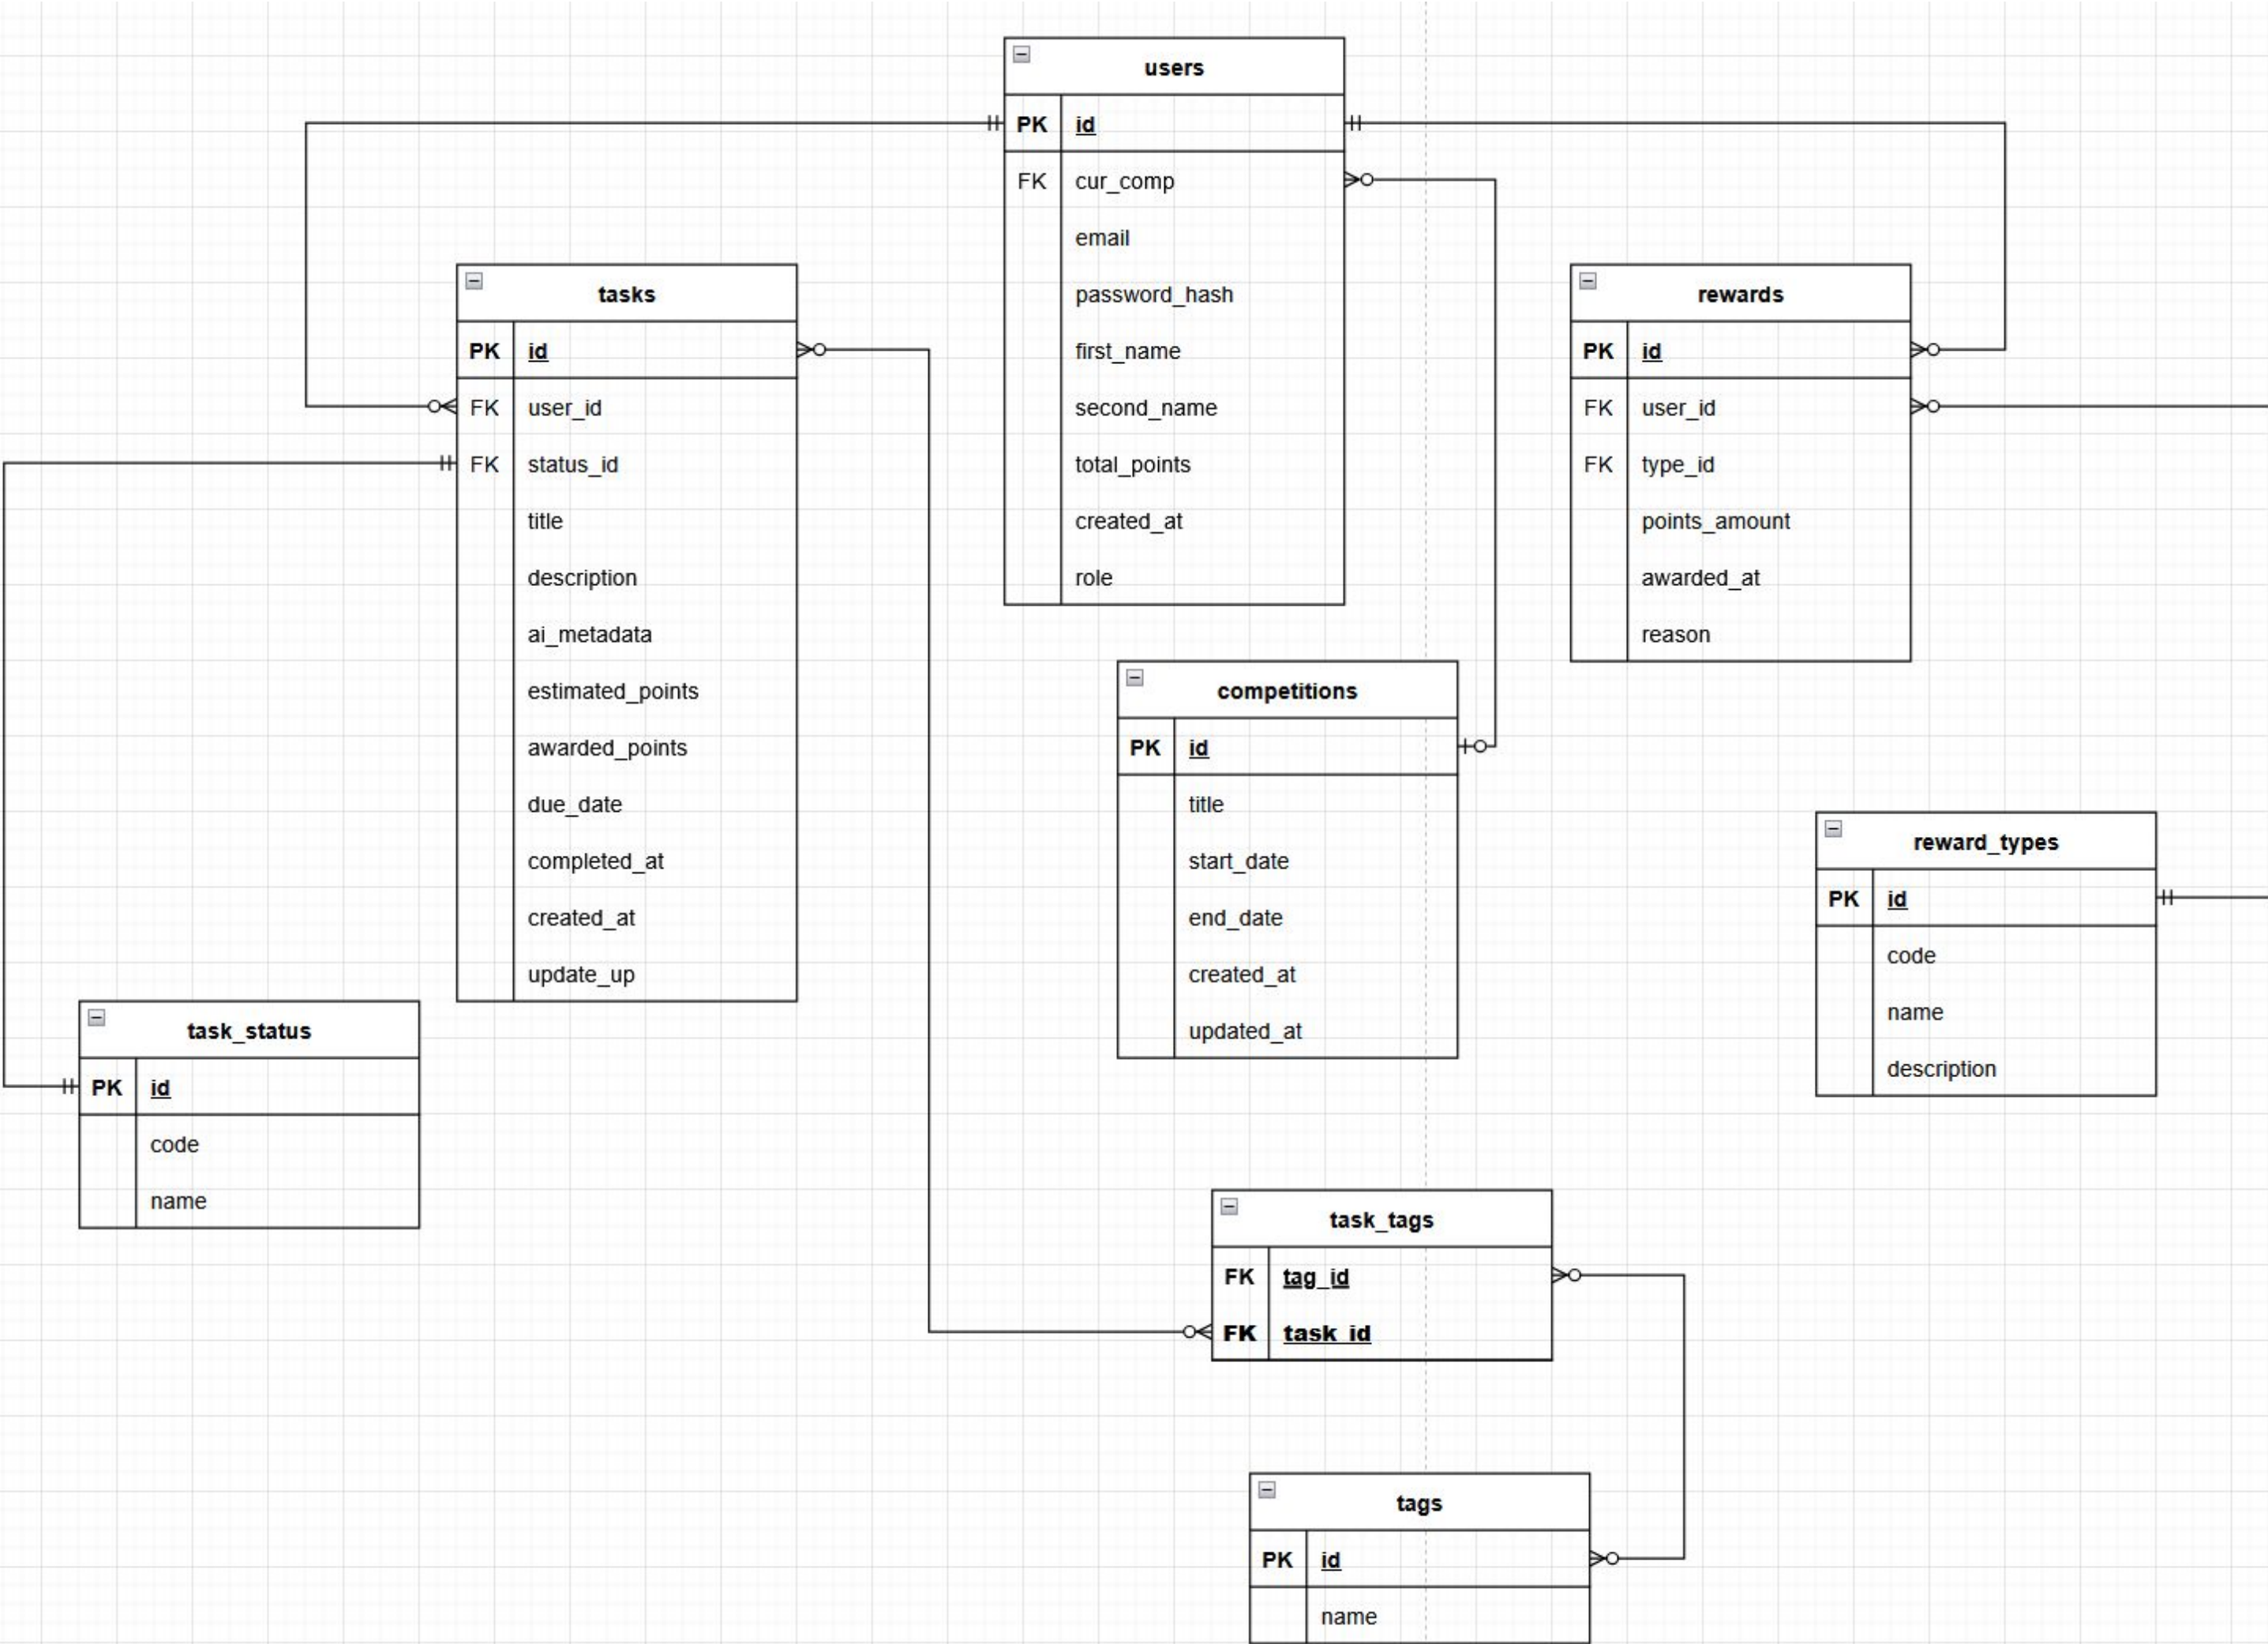 users
PK id
FK cur_comp
email
password_hash
first_name
second_name
total_points
created_at
role
tasks
PK id
FK user_id
FK status_id
title
description
ai_metadata
estimated_points
awarded_points
due_date
completed_at
created_at
update_up
rewards
PK id
FK user_id
FK type_id
points_amount
awarded_at
reason
competitions
PK id
title
start_date
end_date
created_at
updated_at
reward_types
PK id
code
name
description
task_status
PK id
code
name
task_tags
FK tag_id
FK task_id
tags
PK id
name